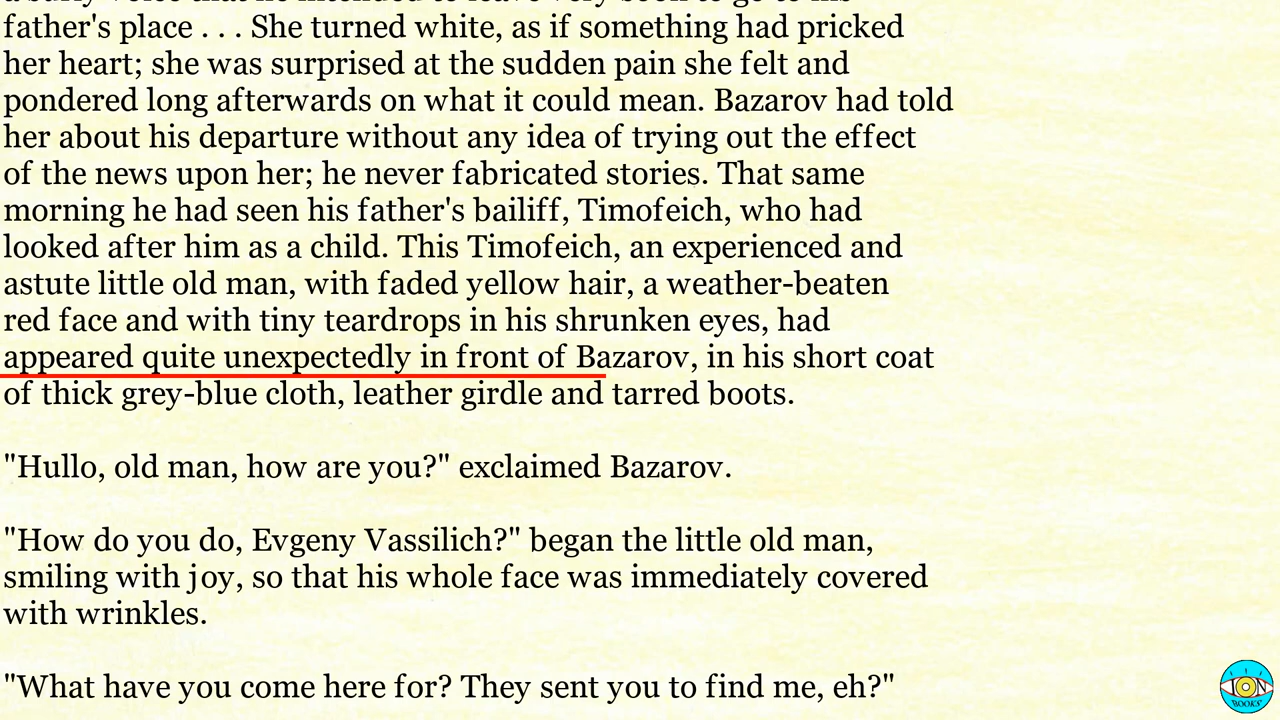 father's place . . . She turned white, as if something had pricked
her heart; she was surprised at the sudden pain she felt and
pondered long afterwards on what it could mean. Bazarov had told
her about his departure without any idea of trying out the effect
of the news upon her; he never fabricated stories. That same
morning he had seen his father's bailiff, Timofeich, who had
looked after him as a child. This Timofeich, an experienced and
astute little old man, with faded yellow hair, a weather-beaten
red face and with tiny teardrops in his shrunken eyes, had
appeared quite unexpectedly in front of Bazarov, in his short coat
of thick grey-blue cloth, leather girdle and tarred boots.
"Hullo, old man, how are you?" exclaimed Bazarov.
"How do you do, Evgeny Vassilich?" began the little old man,
smiling with joy, so that his whole face was immediately covered
with wrinkles.
"What have you come here for? They sent you to find me, eh?"
ION
BOOKS